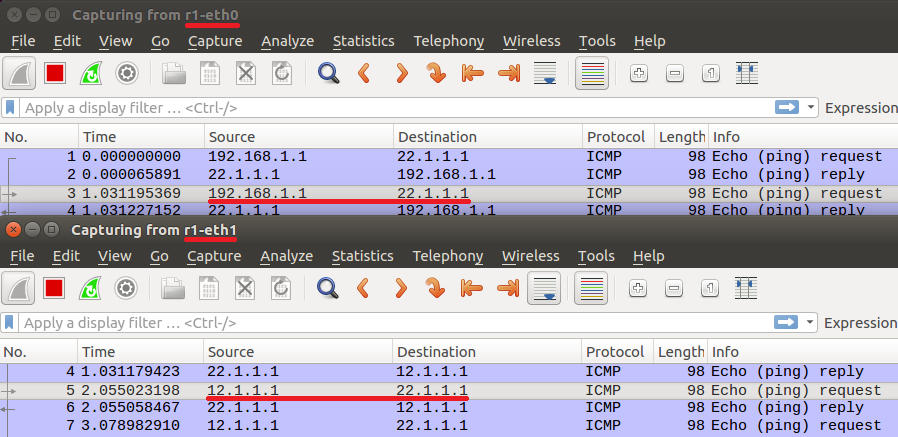 Capturing from r1-eth0
File Edit View Go Capture Analyze Statistics Telephony Wireless Tools Help
Apply a display filter … <Ctrl-/> Expression
No. Time Source Destination Protocol Length Info
1 0.000000000 192.168.1.1 22.1.1.1 ICMP 98 Echo (ping) request
2 0.000065891 22.1.1.1 192.168.1.1 ICMP 98 Echo (ping) reply
3 1.031195369 192.168.1.1 22.1.1.1 ICMP 98 Echo (ping) request
4 1.031227152 22.1.1.1 192.168.1.1 ICMP 98 Echo (ping) reply
Capturing from r1-eth1
File Edit View Go Capture Analyze Statistics Telephony Wireless Tools Help
Apply a display filter … <Ctrl-/> Expression
No. Time Source Destination Protocol Length Info
4 1.031179423 22.1.1.1 12.1.1.1 ICMP 98 Echo (ping) reply
5 2.055023198 12.1.1.1 22.1.1.1 ICMP 98 Echo (ping) request
6 2.055058467 22.1.1.1 12.1.1.1 ICMP 98 Echo (ping) reply
7 3.078982910 12.1.1.1 22.1.1.1 ICMP 98 Echo (ping) request